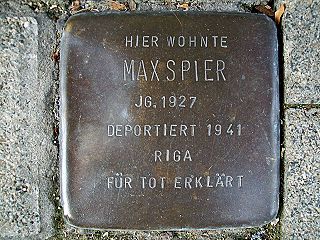 HIER WOHNTE
MAX SPIER
JG. 1927
DEPORTIERT 1941
RIGA
FÜR TOT ERKLÄRT